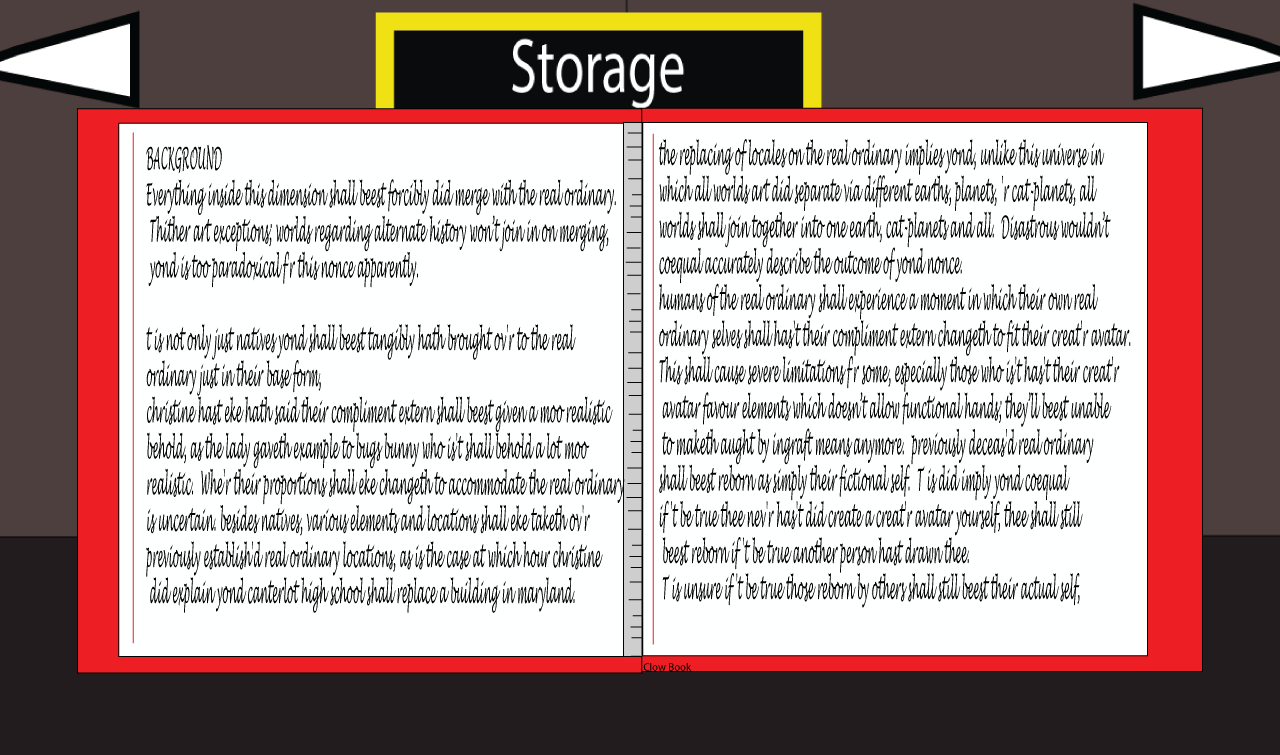 Storage
BACKGROUND
Everything inside this dimension shall beest forcibly did merge with the real ordinary.
Thither art exceptions; worlds regarding alternate history won't join in on merging,
yond is too paradoxical f'r this nonce apparently.
t is not only just natives yond shall beest tangibly hath brought ov'r to the real
ordinary just in their base form,
christine hast eke hath said their compliment extern shall beest given a moo realistic
behold, as the lady gaveth example to bugs bunny who is't shall behold a lot moo
realistic. Whe'r their proportions shall eke changeth to accommodate the real ordinary
is uncertain. besides natives, various elements and locations shall eke taketh ov'r
previously establish'd real ordinary locations, as is the case at which hour christine
did explain yond canterlot high school shall replace a building in maryland.
the replacing of locales on the real ordinary implies yond, unlike this universe in
which all worlds art did separate via different earths, planets, 'r cat-planets, all
worlds shall join together into one earth, cat-planets and all. Disastrous wouldn't
coequal accurately describe the outcome of yond nonce.
humans of the real ordinary shall experience a moment in which their own real
ordinary selves shall has't their compliment extern changeth to fit their creat'r avatar.
This shall cause severe limitations f'r some, especially those who is't has't their creat'r
avatar favour elements which doesn't allow functional hands; they'll beest unable
to maketh aught by ingraft means anymore. previously deceas'd real ordinary
shall beest reborn as simply their fictional self. T is did imply yond coequal
if 't be true thee nev'r has't did create a creat'r avatar yourself, thee shall still
beest reborn if 't be true another person hast drawn thee.
T is unsure if 't be true those reborn by others shall still beest their actual self,
Clow Book